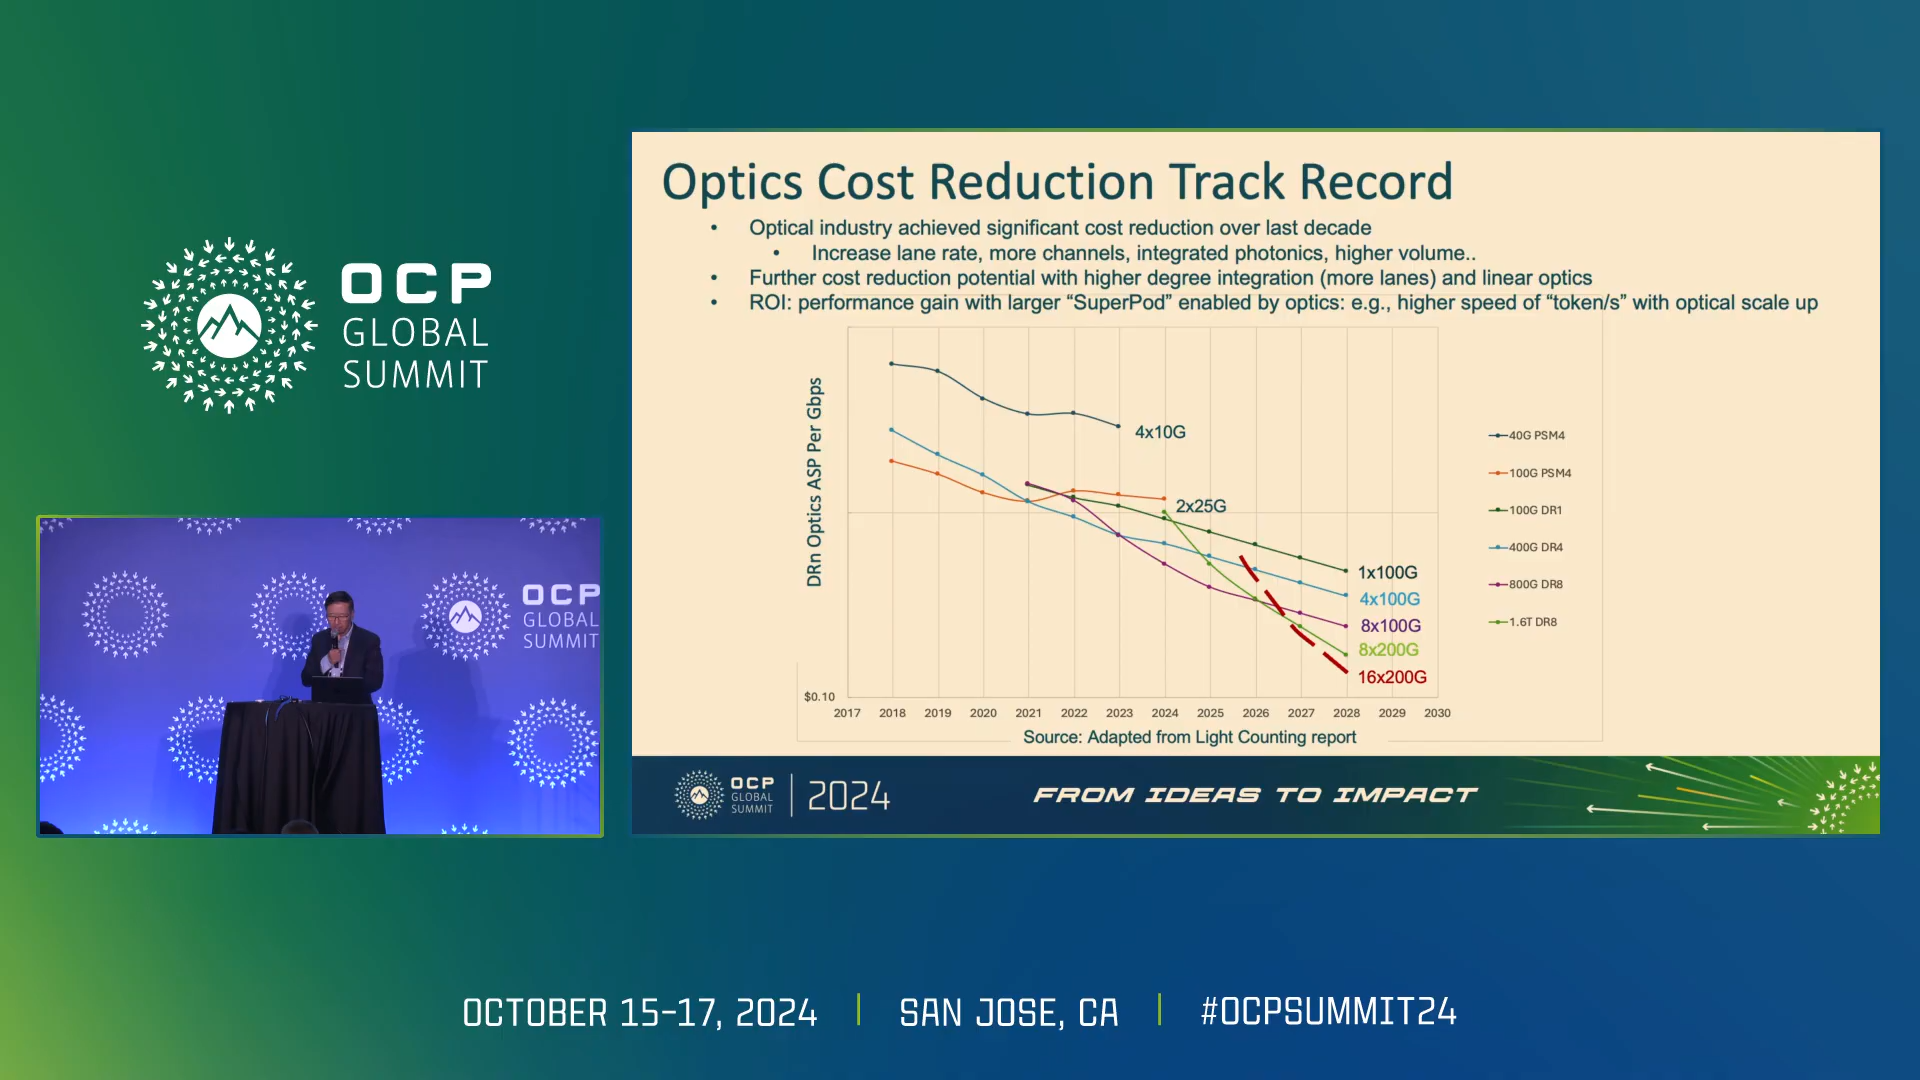 OCP
GLOBAL
SUMMIT
OCP
GLOBAL
SUMMIT
Optics Cost Reduction Track Record
• Optical industry achieved significant cost reduction over last decade
• Increase lane rate, more channels, integrated photonics, higher volume..
• Further cost reduction potential with higher degree integration (more lanes) and linear optics
• ROI: performance gain with larger “SuperPod” enabled by optics: e.g., higher speed of “token/s” with optical scale up
DRn Optics ASP Per Gbps
4x10G
2x25G
1x100G
4x100G
8x100G
8x200G
16x200G
40G PSM4
100G PSM4
100G DR1
400G DR4
800G DR8
1.6T DR8
$0.10
2017 2018 2019 2020 2021 2022 2023 2024 2025 2026 2027 2028 2029 2030
Source: Adapted from Light Counting report
OCP
GLOBAL
SUMMIT
2024
FROM IDEAS TO IMPACT
OCTOBER 15-17, 2024 | SAN JOSE, CA | #OCPSUMMIT24